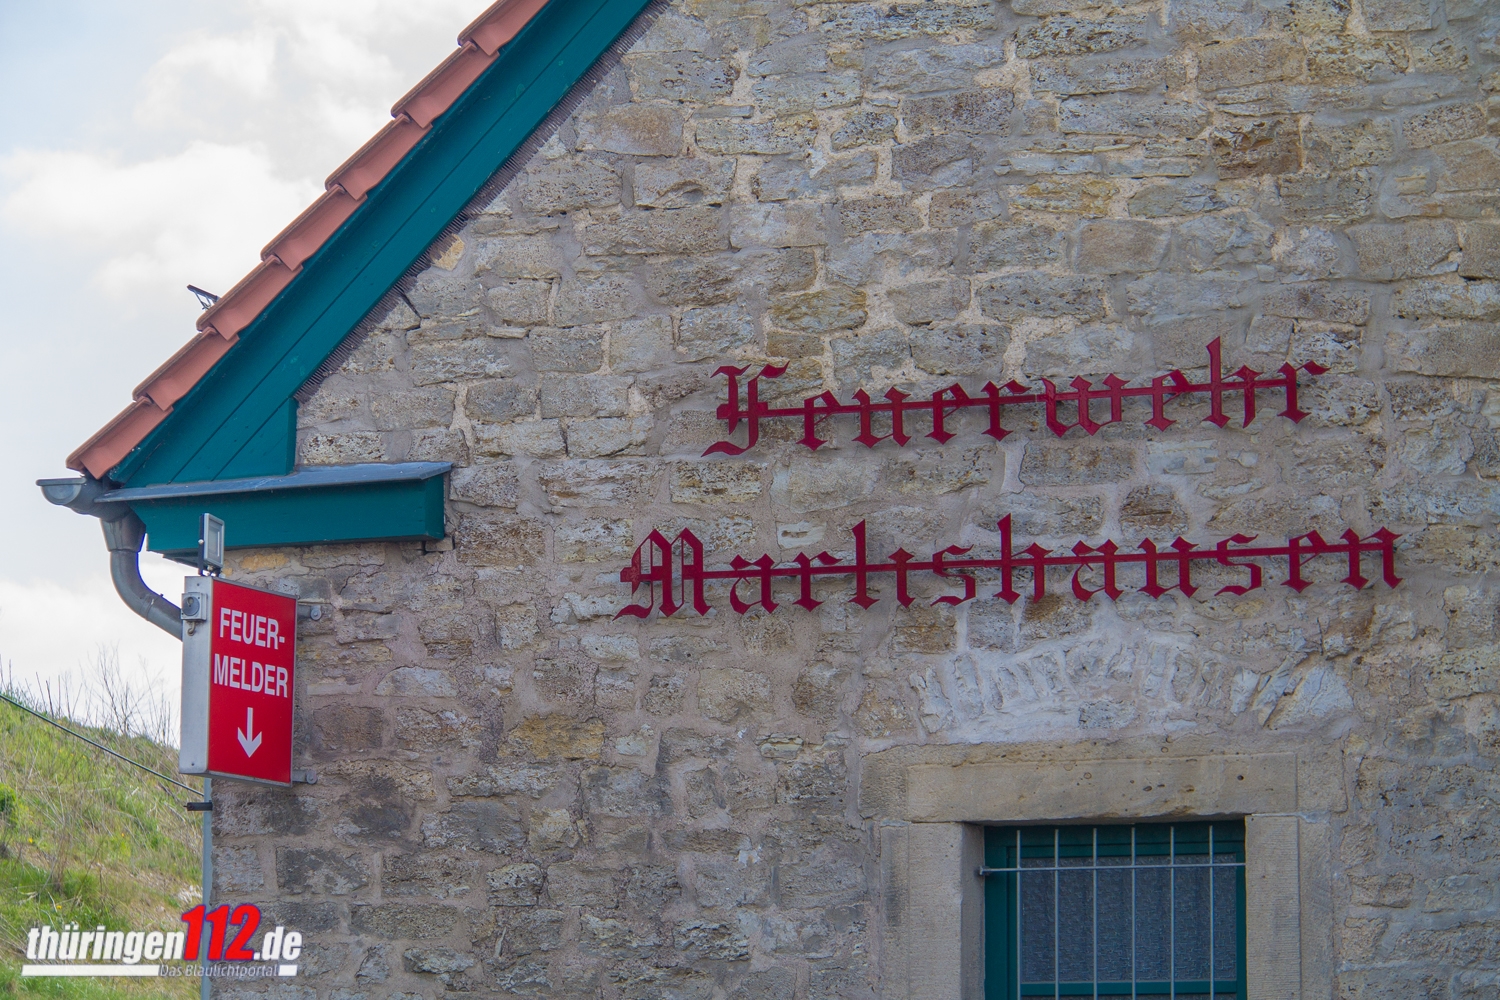 Feuerwehr
Marlishausen
FEUER-
MELDER
thüringen112.de
Das Blaulichtportal